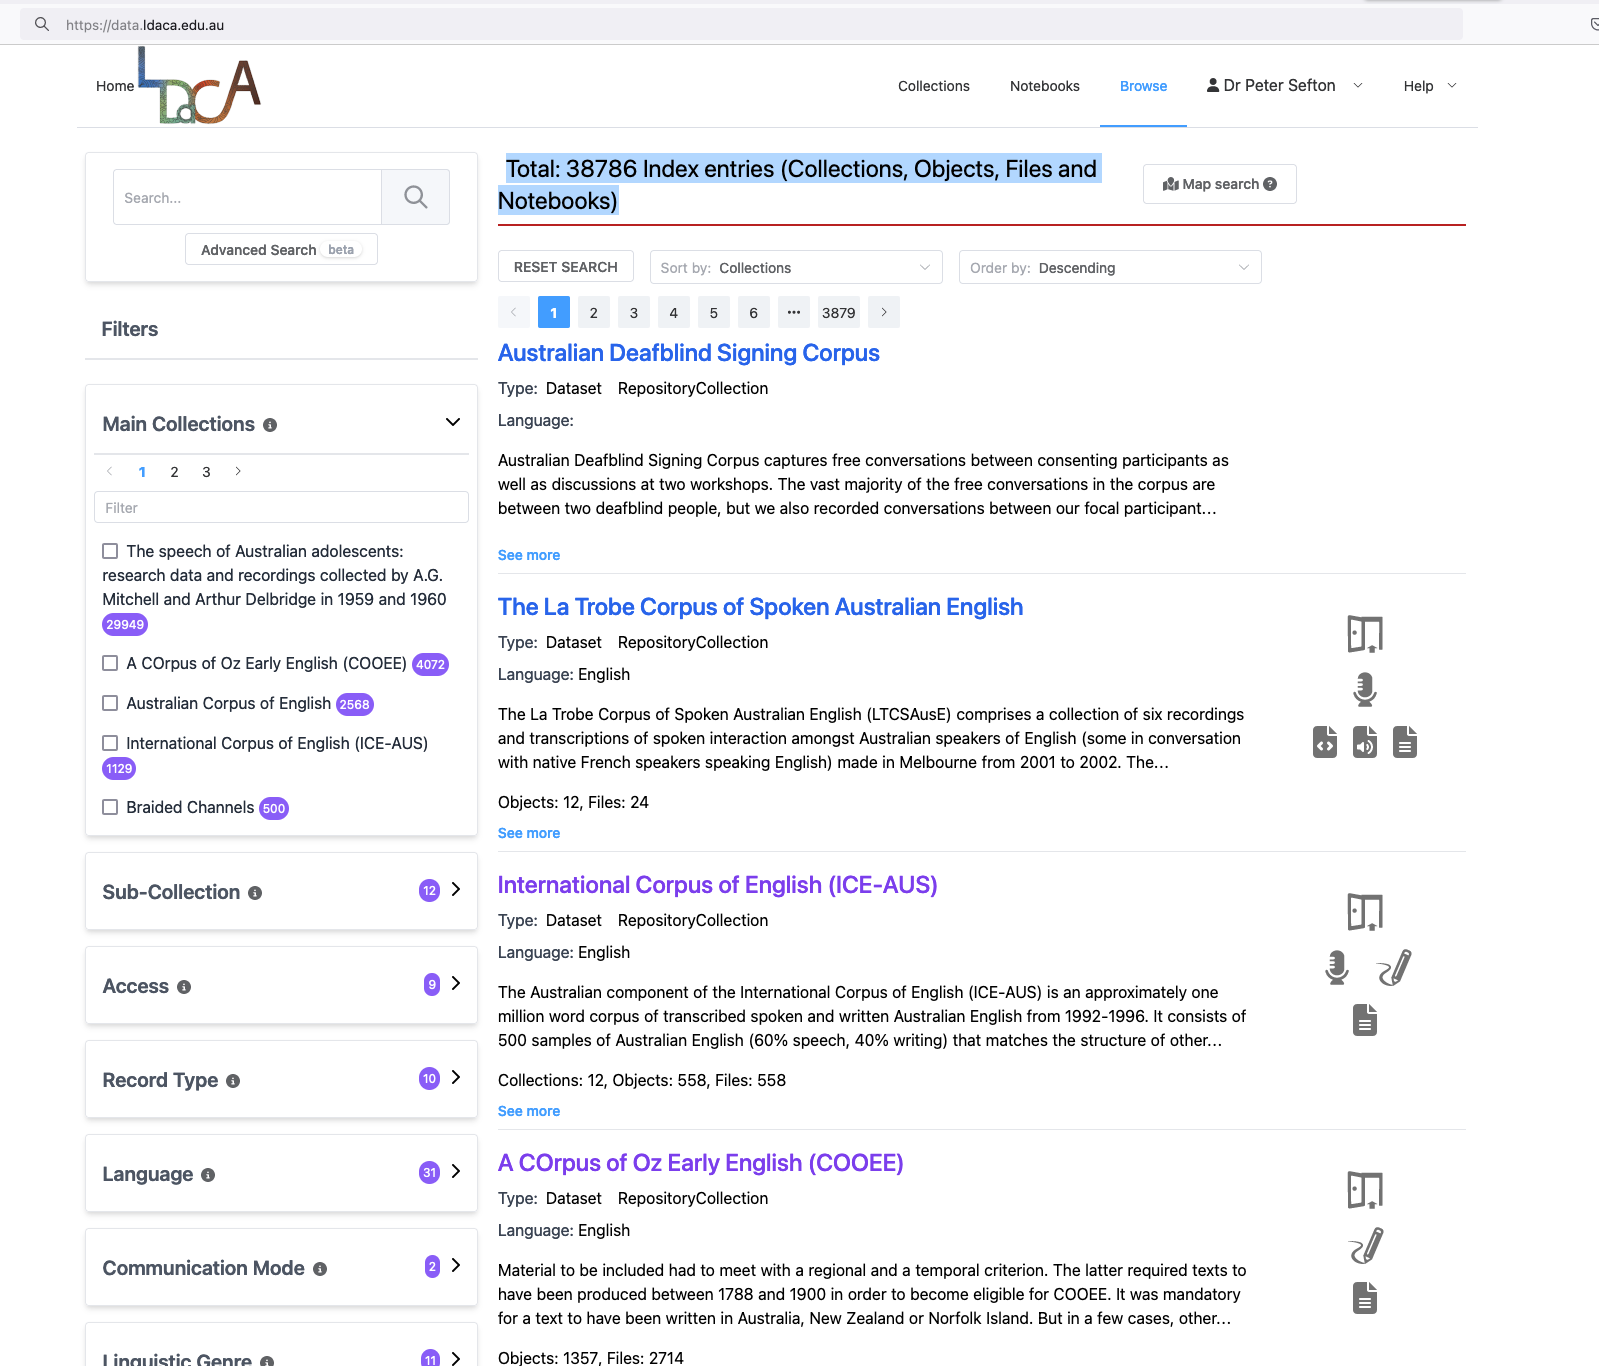 https://data.ldaca.edu.au
Home
LDaCA
Collections
Notebooks
Browse
Dr Peter Sefton
Help
Search...
Advanced Search beta
Filters
Main Collections
1 2 3
Filter
The speech of Australian adolescents:
research data and recordings collected by A.G.
Mitchell and Arthur Delbridge in 1959 and 1960
29949
A COrpus of Oz Early English (COOEE) 4072
Australian Corpus of English 2568
International Corpus of English (ICE-AUS)
1129
Braided Channels 500
Sub-Collection 12
Access 9
Record Type 10
Language 31
Communication Mode 2
Linguistic Genre 11
Total: 38786 Index entries (Collections, Objects, Files and
Notebooks)
Map search
RESET SEARCH
Sort by: Collections
Order by: Descending
1 2 3 4 5 6 ••• 3879
Australian Deafblind Signing Corpus
Type: Dataset RepositoryCollection
Language:
Australian Deafblind Signing Corpus captures free conversations between consenting participants as
well as discussions at two workshops. The vast majority of the free conversations in the corpus are
between two deafblind people, but we also recorded conversations between our focal participant...
See more
The La Trobe Corpus of Spoken Australian English
Type: Dataset RepositoryCollection
Language: English
The La Trobe Corpus of Spoken Australian English (LTCSAusE) comprises a collection of six recordings
and transcriptions of spoken interaction amongst Australian speakers of English (some in conversation
with native French speakers speaking English) made in Melbourne from 2001 to 2002. The...
Objects: 12, Files: 24
See more
International Corpus of English (ICE-AUS)
Type: Dataset RepositoryCollection
Language: English
The Australian component of the International Corpus of English (ICE-AUS) is an approximately one
million word corpus of transcribed spoken and written Australian English from 1992-1996. It consists of
500 samples of Australian English (60% speech, 40% writing) that matches the structure of other...
Collections: 12, Objects: 558, Files: 558
See more
A COrpus of Oz Early English (COOEE)
Type: Dataset RepositoryCollection
Language: English
Material to be included had to meet with a regional and a temporal criterion. The latter required texts to
have been produced between 1788 and 1900 in order to become eligible for COOEE. It was mandatory
for a text to have been written in Australia, New Zealand or Norfolk Island. But in a few cases, other...
Objects: 1357, Files: 2714